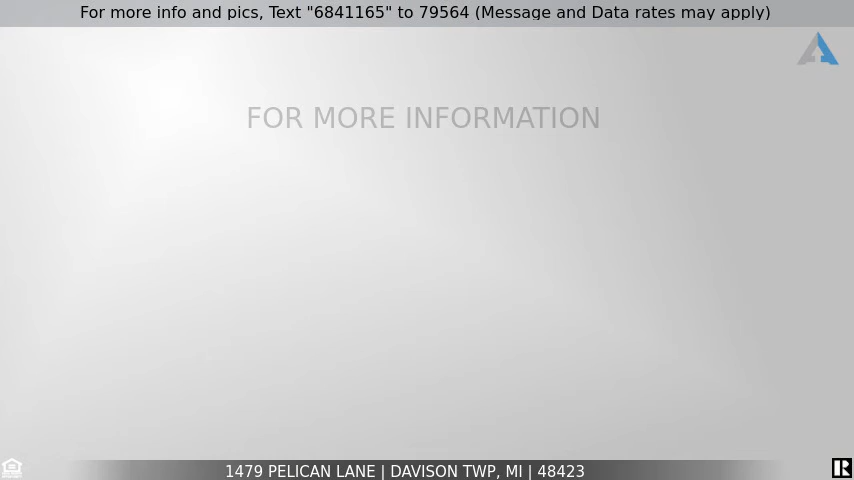 For more info and pics, Text "6841165" to 79564 (Message and Data rates may apply)
FOR MORE INFORMATION
1479 PELICAN LANE | DAVISON TWP, MI | 48423